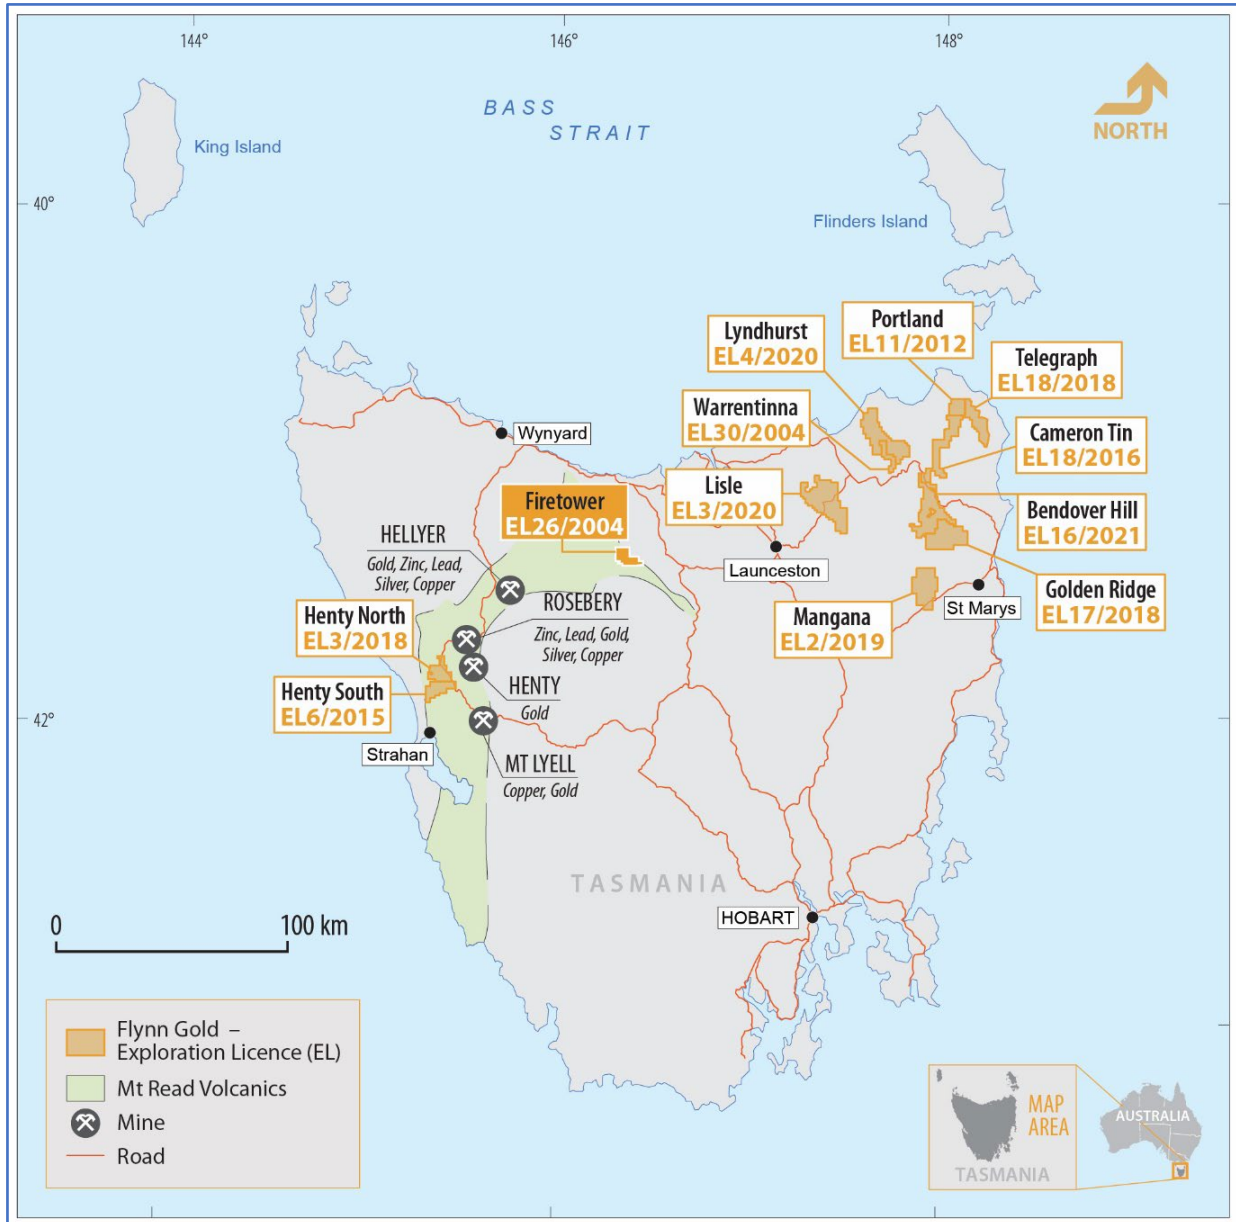 144°
146°
148°
BASS
STRAIT
NORTH
King Island
40°
Flinders Island
Portland
EL11/2012
Lyndhurst
EL4/2020
Telegraph
EL18/2018
Warrentinna
EL30/2004
Cameron Tin
EL18/2016
Wynyard
Lisle
EL3/2020
Firetower
EL26/2004
Bendover Hill
EL16/2021
HELLYER
Gold, Zinc, Lead,
Silver, Copper
Launceston
Golden Ridge
EL17/2018
St Marys
ROSEBERY
Zinc, Lead, Gold,
Silver, Copper
Henty North
EL3/2018
Mangana
EL2/2019
HENTY
Gold
Henty South
EL6/2015
42°
Strahan
MT LYELL
Copper, Gold
TASMANIA
HOBART
0
100 km
Flynn Gold –
Exploration Licence (EL)
Mt Read Volcanics
Mine
Road
MAP
AREA
TASMANIA
AUSTRALIA